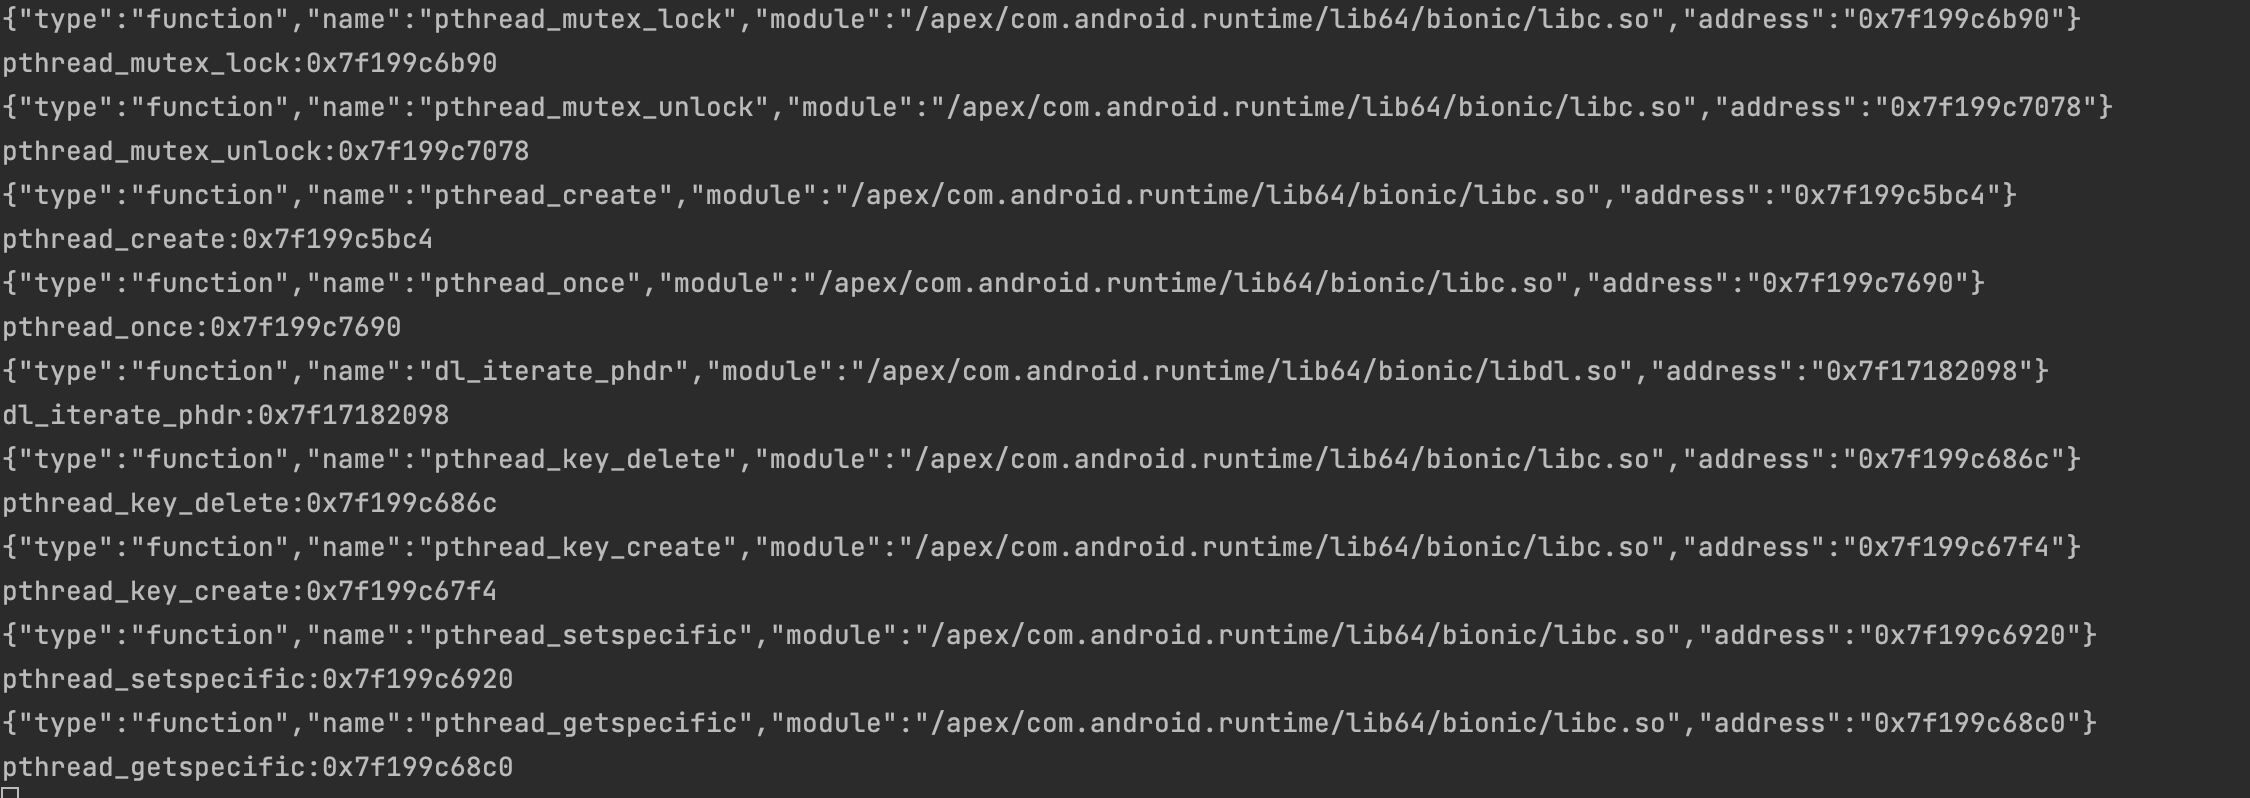 {"type":"function","name":"pthread_mutex_lock","module":"/apex/com.android.runtime/lib64/bionic/libc.so","address":"0x7f199c6b90"}
pthread_mutex_lock:0x7f199c6b90
{"type":"function","name":"pthread_mutex_unlock","module":"/apex/com.android.runtime/lib64/bionic/libc.so","address":"0x7f199c7078"}
pthread_mutex_unlock:0x7f199c7078
{"type":"function","name":"pthread_create","module":"/apex/com.android.runtime/lib64/bionic/libc.so","address":"0x7f199c5bc4"}
pthread_create:0x7f199c5bc4
{"type":"function","name":"pthread_once","module":"/apex/com.android.runtime/lib64/bionic/libc.so","address":"0x7f199c7690"}
pthread_once:0x7f199c7690
{"type":"function","name":"dl_iterate_phdr","module":"/apex/com.android.runtime/lib64/bionic/libdl.so","address":"0x7f17182098"}
dl_iterate_phdr:0x7f17182098
{"type":"function","name":"pthread_key_delete","module":"/apex/com.android.runtime/lib64/bionic/libc.so","address":"0x7f199c686c"}
pthread_key_delete:0x7f199c686c
{"type":"function","name":"pthread_key_create","module":"/apex/com.android.runtime/lib64/bionic/libc.so","address":"0x7f199c67f4"}
pthread_key_create:0x7f199c67f4
{"type":"function","name":"pthread_setspecific","module":"/apex/com.android.runtime/lib64/bionic/libc.so","address":"0x7f199c6920"}
pthread_setspecific:0x7f199c6920
{"type":"function","name":"pthread_getspecific","module":"/apex/com.android.runtime/lib64/bionic/libc.so","address":"0x7f199c68c0"}
pthread_getspecific:0x7f199c68c0